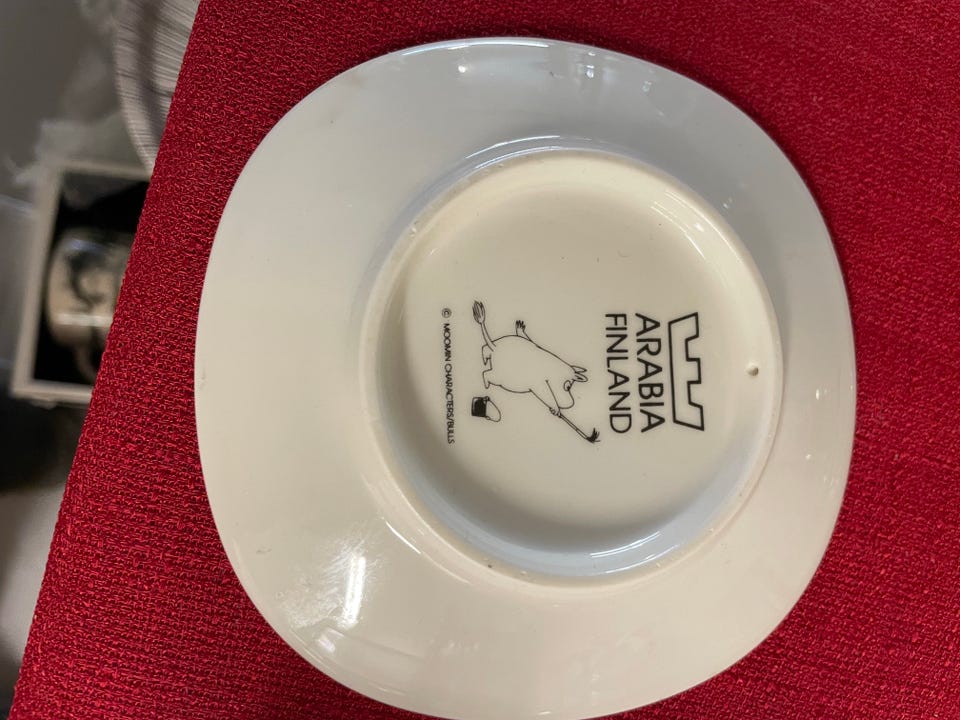 ARABIA
FINLAND
© MOOMIN CHARACTERS/BULLS